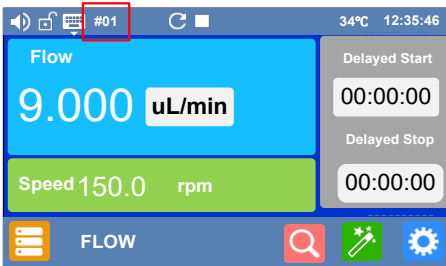 #01 34℃ 12:35:46
Flow
9.000 uL/min
Speed 150.0 rpm
Delayed Start
00:00:00
Delayed Stop
00:00:00
FLOW